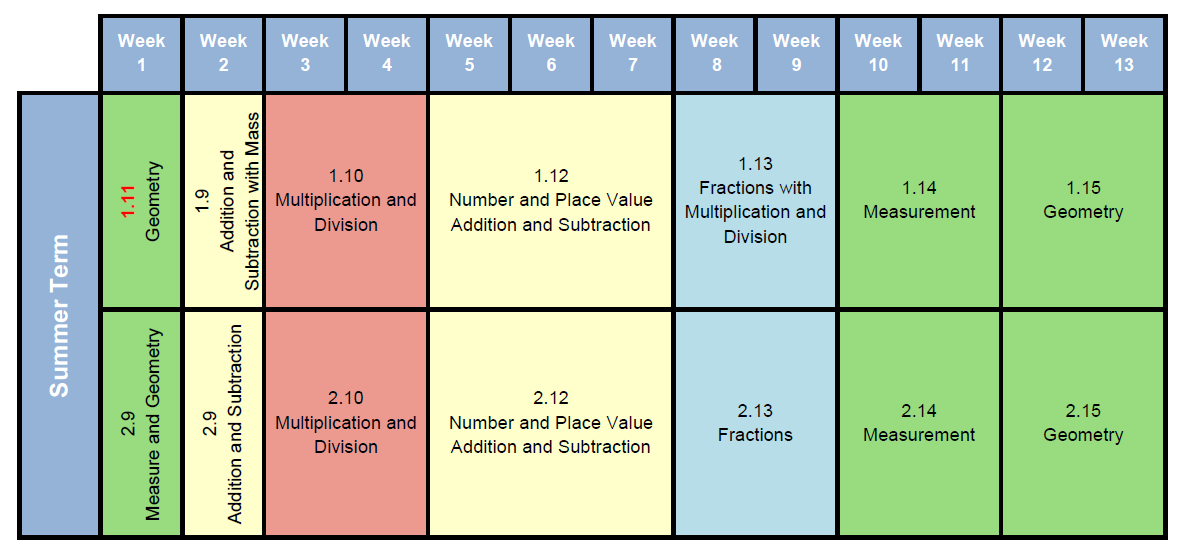 Week
1
Week
2
Week
3
Week
4
Week
5
Week
6
Week
7
Week
8
Week
9
Week
10
Week
11
Week
12
Week
13
Summer Term
1.11
Geometry
1.9
Addition and
Subtraction with Mass
1.10
Multiplication and
Division
1.12
Number and Place Value
Addition and Subtraction
1.13
Fractions with
Multiplication and
Division
1.14
Measurement
1.15
Geometry
2.9
Measure and Geometry
2.9
Addition and Subtraction
2.10
Multiplication and
Division
2.12
Number and Place Value
Addition and Subtraction
2.13
Fractions
2.14
Measurement
2.15
Geometry